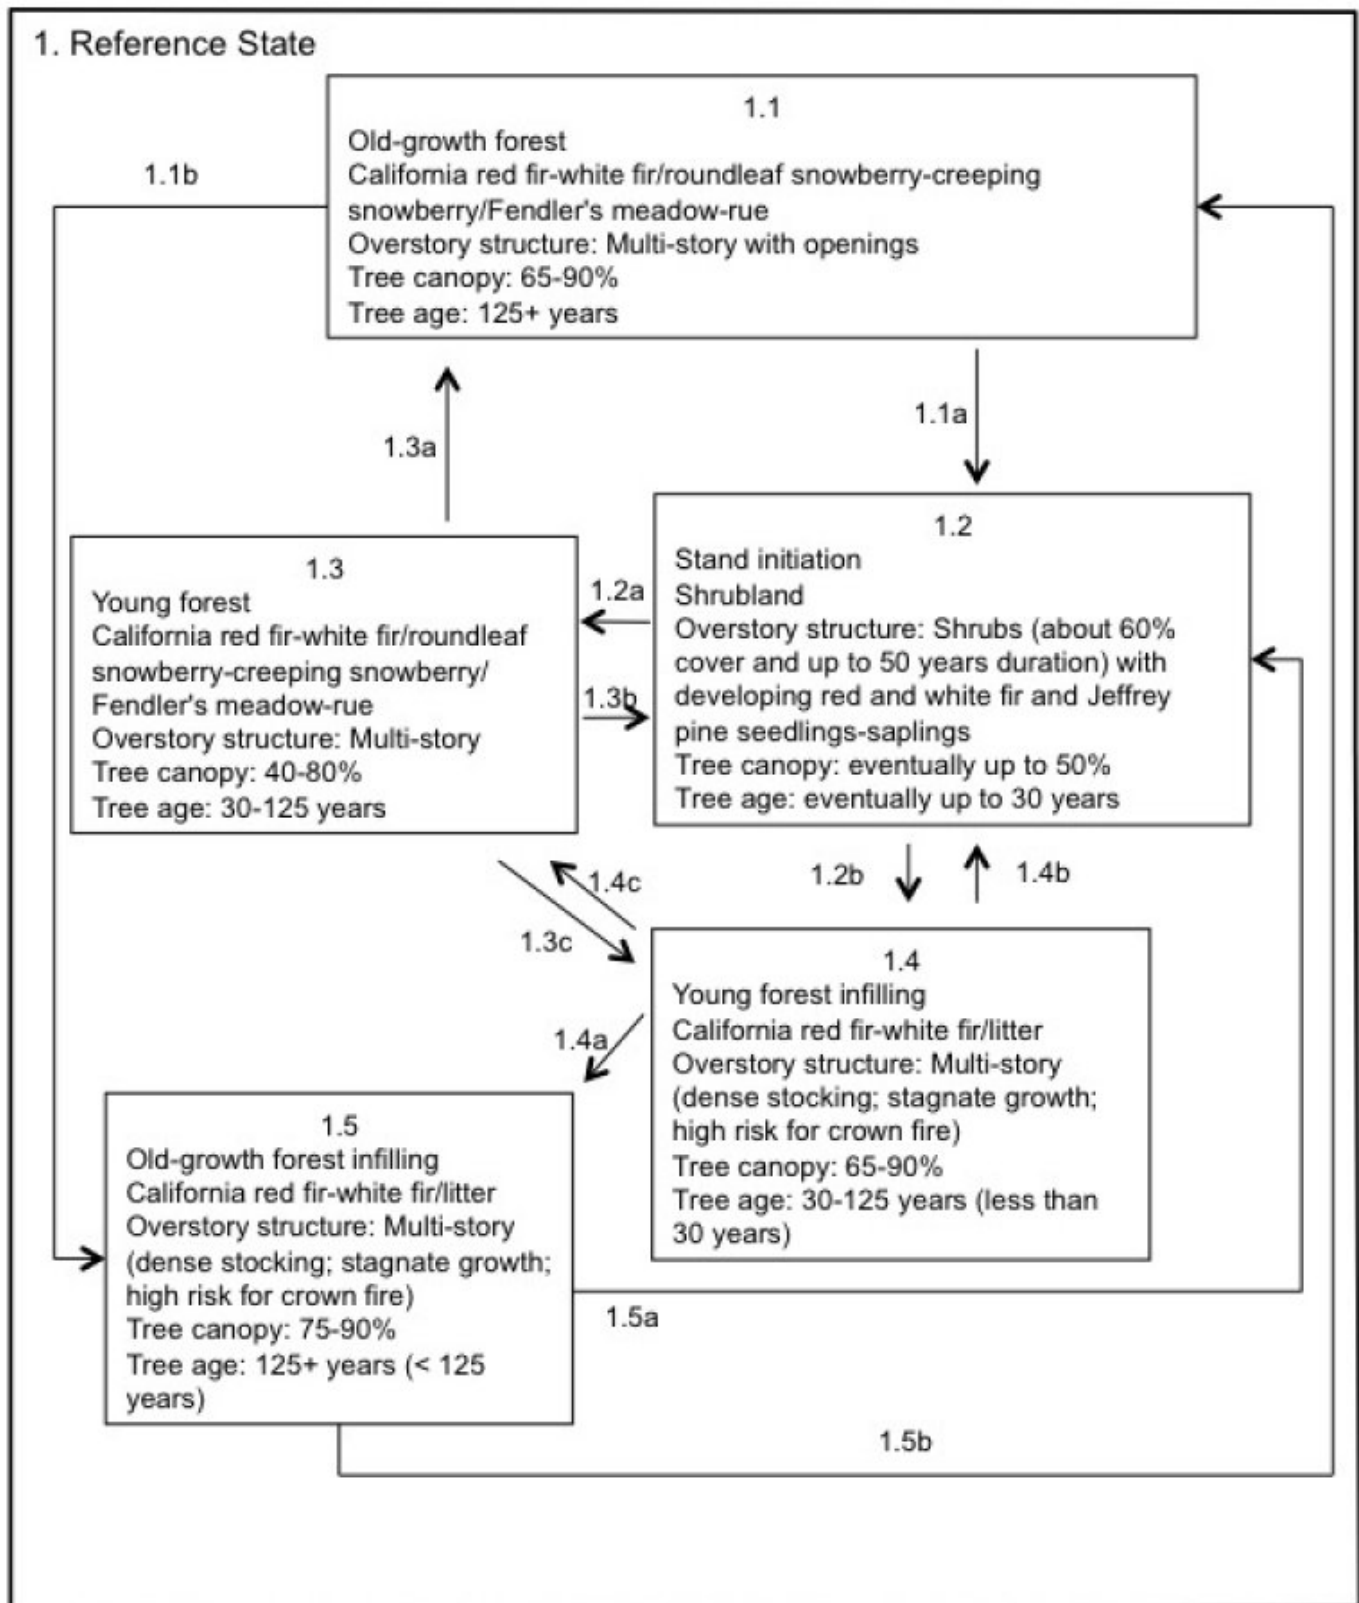 1. Reference State
1.1
Old-growth forest
California red fir-white fir/roundleaf snowberry-creeping
snowberry/Fendler's meadow-rue
Overstory structure: Multi-story with openings
Tree canopy: 65-90%
Tree age: 125+ years
1.1b
1.1a
1.3a
1.2
Stand initiation
Shrubland
Overstory structure: Shrubs (about 60%
cover and up to 50 years duration) with
developing red and white fir and Jeffrey
pine seedlings-saplings
Tree canopy: eventually up to 50%
Tree age: eventually up to 30 years
1.3
Young forest
California red fir-white fir/roundleaf
snowberry-creeping snowberry/
Fendler's meadow-rue
Overstory structure: Multi-story
Tree canopy: 40-80%
Tree age: 30-125 years
1.2a
1.3b
1.2b
1.4b
1.4c
1.3c
1.4
Young forest infilling
California red fir-white fir/litter
Overstory structure: Multi-story
(dense stocking; stagnate growth;
high risk for crown fire)
Tree canopy: 65-90%
Tree age: 30-125 years (less than
30 years)
1.4a
1.5
Old-growth forest infilling
California red fir-white fir/litter
Overstory structure: Multi-story
(dense stocking; stagnate growth;
high risk for crown fire)
Tree canopy: 75-90%
Tree age: 125+ years (< 125
years)
1.5a
1.5b